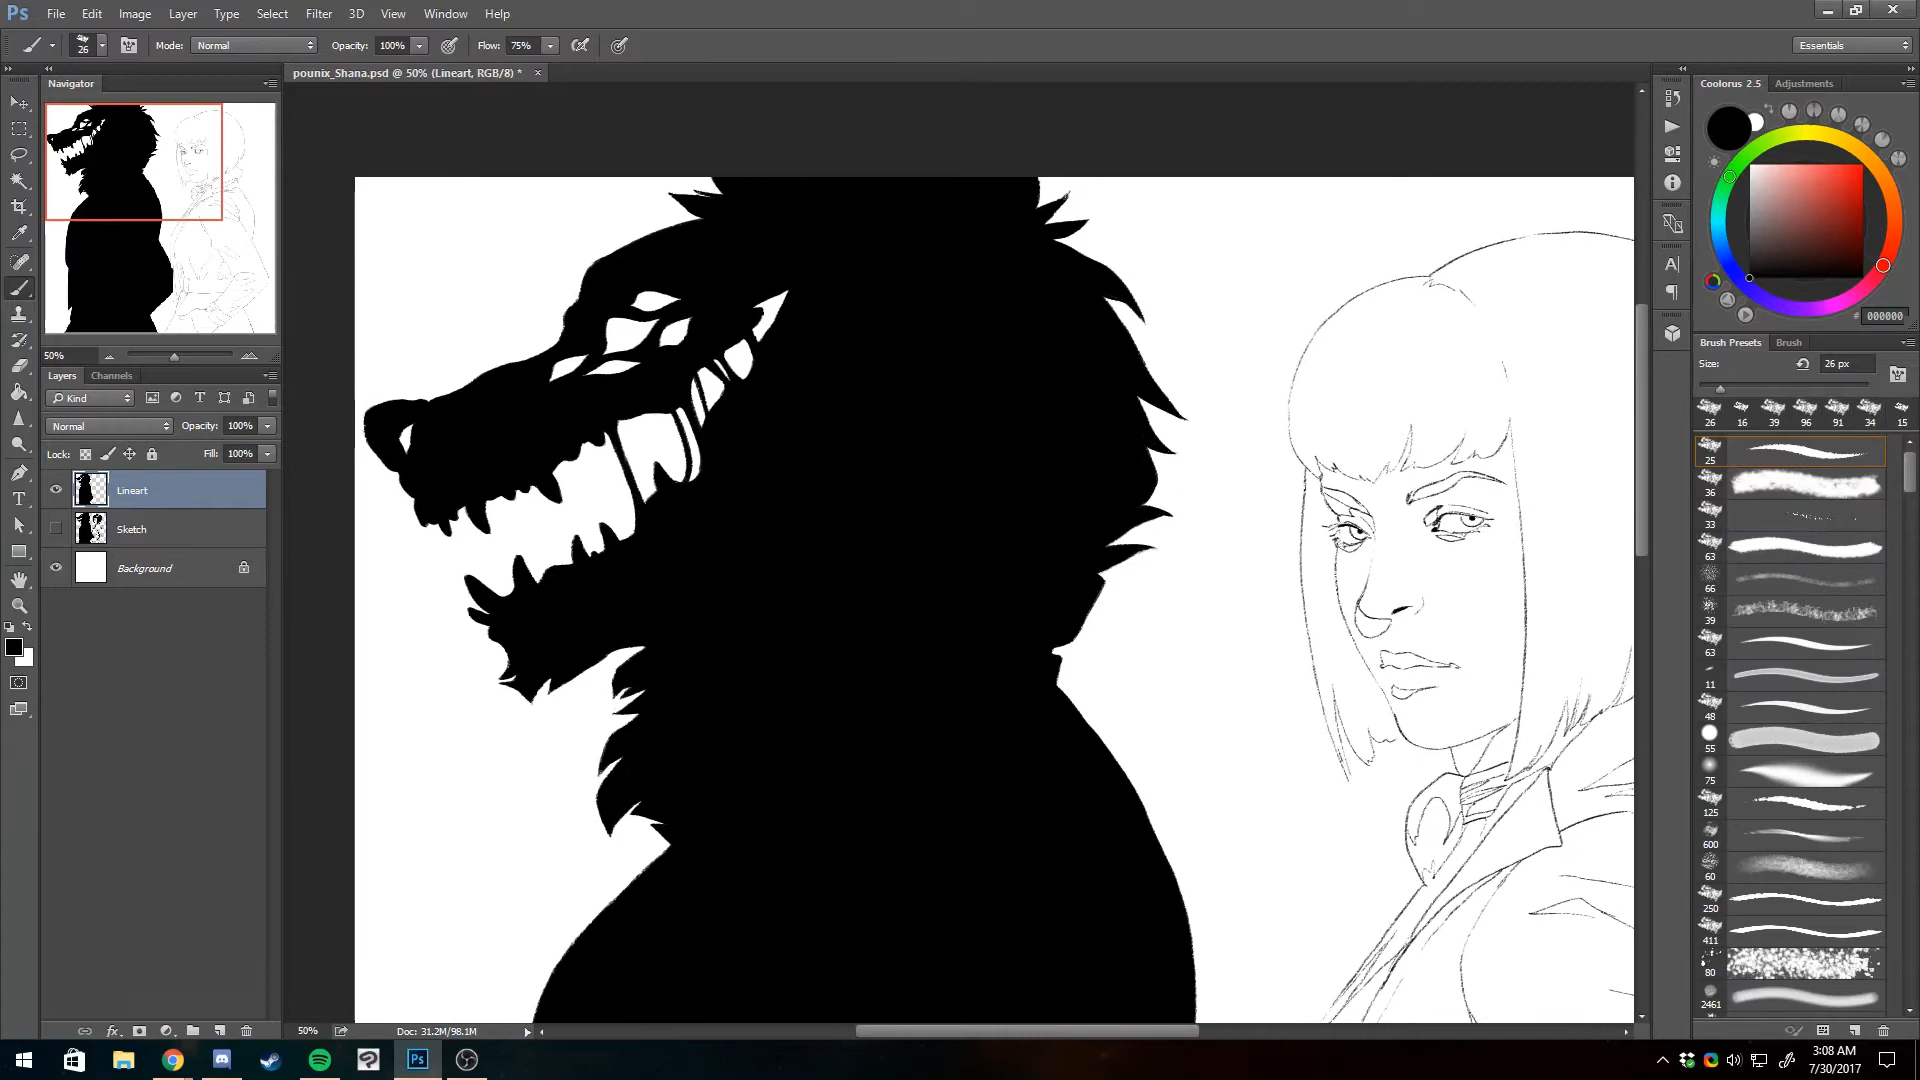 Ps File Edit Image Layer Type Select Filter 3D View Window Help
26 Mode: Normal Opacity: 100% Flow: 75% Essentials
Navigator
pounix_Shana.psd @ 50% (Lineart, RGB/8) * ×
Coolorus 2.5 Adjustments
# 000000
50%
Layers Channels
Kind
Normal Opacity: 100%
Lock: Fill: 100%
Lineart
Sketch
Background
fx
Brush Presets Brush
Size: 26 px
26 16 39 96 91 34 15
25
36
33
63
66
39
63
11
48
55
75
125
600
60
250
411
80
2461
50% Doc: 31.2M/98.1M
Ps
3:08 AM
7/30/2017